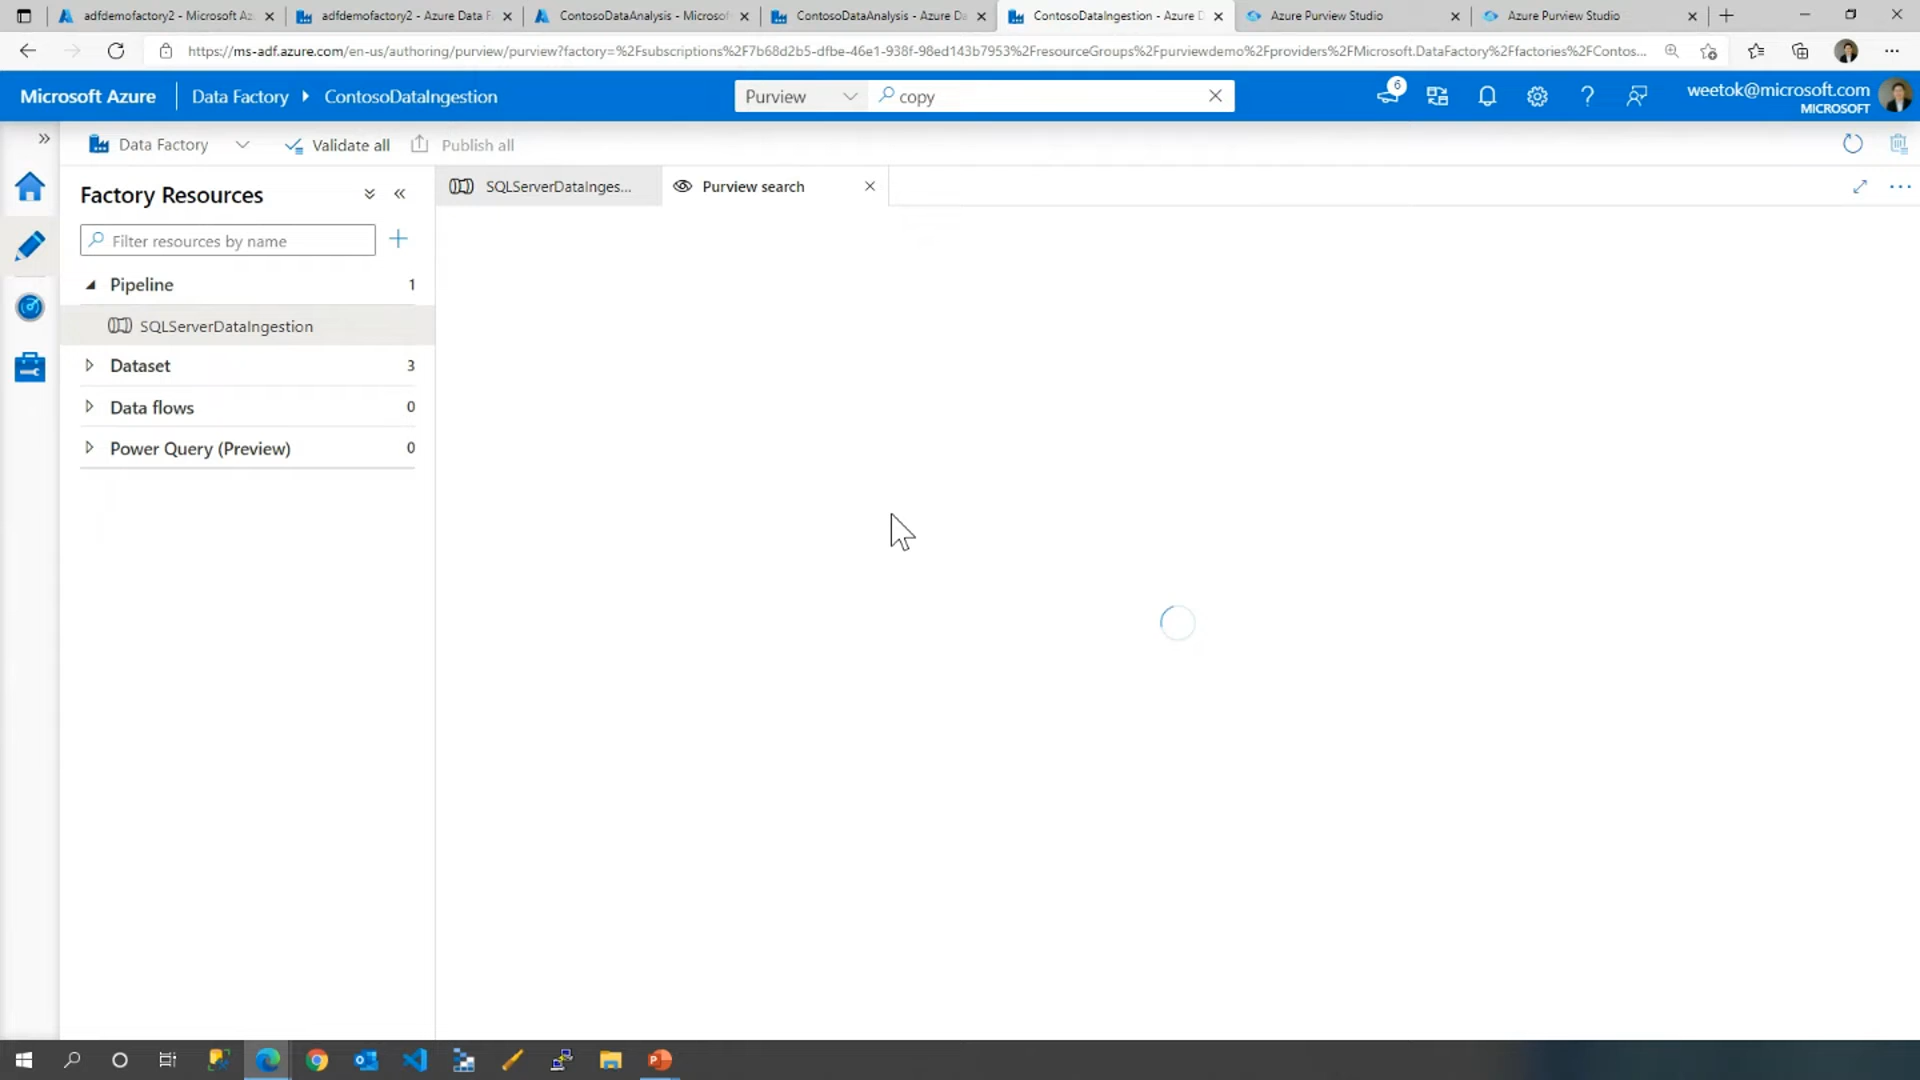 adfdemofactory2 - Microsoft Az
adfdemofactory2 - Azure Data F
ContosoDataAnalysis - Microsof
ContosoDataAnalysis - Azure Da
ContosoDataIngestion - Azure D
Azure Purview Studio
Azure Purview Studio
https://ms-adf.azure.com/en-us/authoring/purview/purview?factory=%2Fsubscriptions%2F7b68d2b5-dfbe-46e1-938f-98ed143b7953%2FresourceGroups%2Fpurviewdemo%2Fproviders%2FMicrosoft.DataFactory%2Ffactories%2FContos...
Microsoft Azure
Data Factory
ContosoDataIngestion
Purview
copy
6
weetok@microsoft.com
MICROSOFT
Data Factory
Validate all
Publish all
Factory Resources
SQLServerDataInges...
Purview search
Filter resources by name
Pipeline 1
SQLServerDataIngestion
Dataset 3
Data flows 0
Power Query (Preview) 0